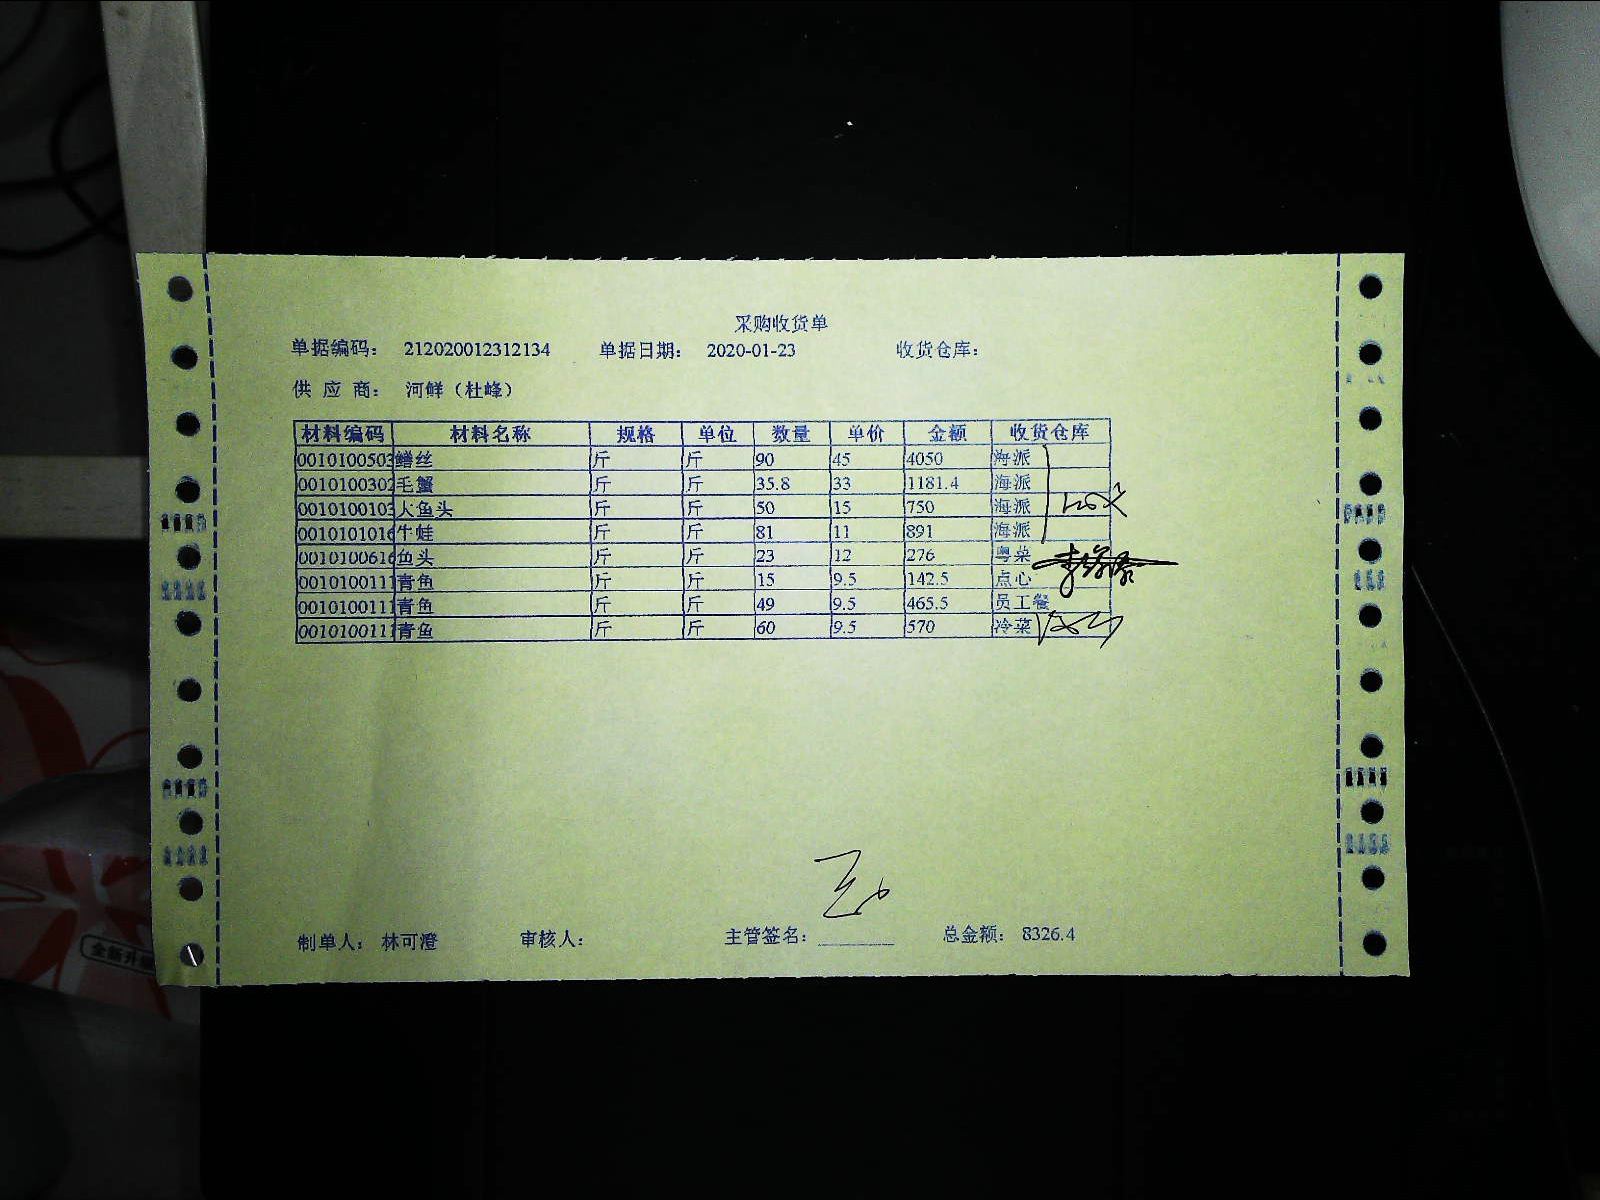 采购收货单
单据编码： 212020012312134 单据日期： 2020-01-23 收货仓库：
供 应 商： 河鲜（杜峰）
材料编码 材料名称 规格 单位 数量 单价 金额 收货仓库
0010100503 鳝丝 斤 斤 90 45 4050 海派
0010100302 毛蟹 斤 斤 35.8 33 1181.4 海派
0010100103 大鱼头 斤 斤 50 15 750 海派
0010101016 牛蛙 斤 斤 81 11 891 海派
0010100616 鱼头 斤 斤 23 12 276 粤菜
0010100111 青鱼 斤 斤 15 9.5 142.5 点心
0010100111 青鱼 斤 斤 49 9.5 465.5 员工餐
0010100111 青鱼 斤 斤 60 9.5 570 冷菜
制单人： 林可澄 审核人： 主管签名： 总金额： 8326.4
全新升级